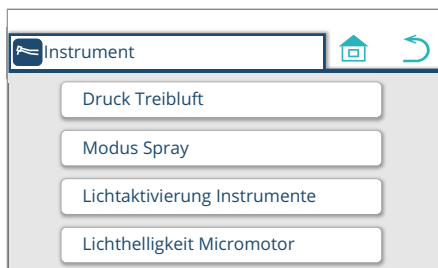 Instrument
Druck Treibluft
Modus Spray
Lichtaktivierung Instrumente
Lichthelligkeit Micromotor